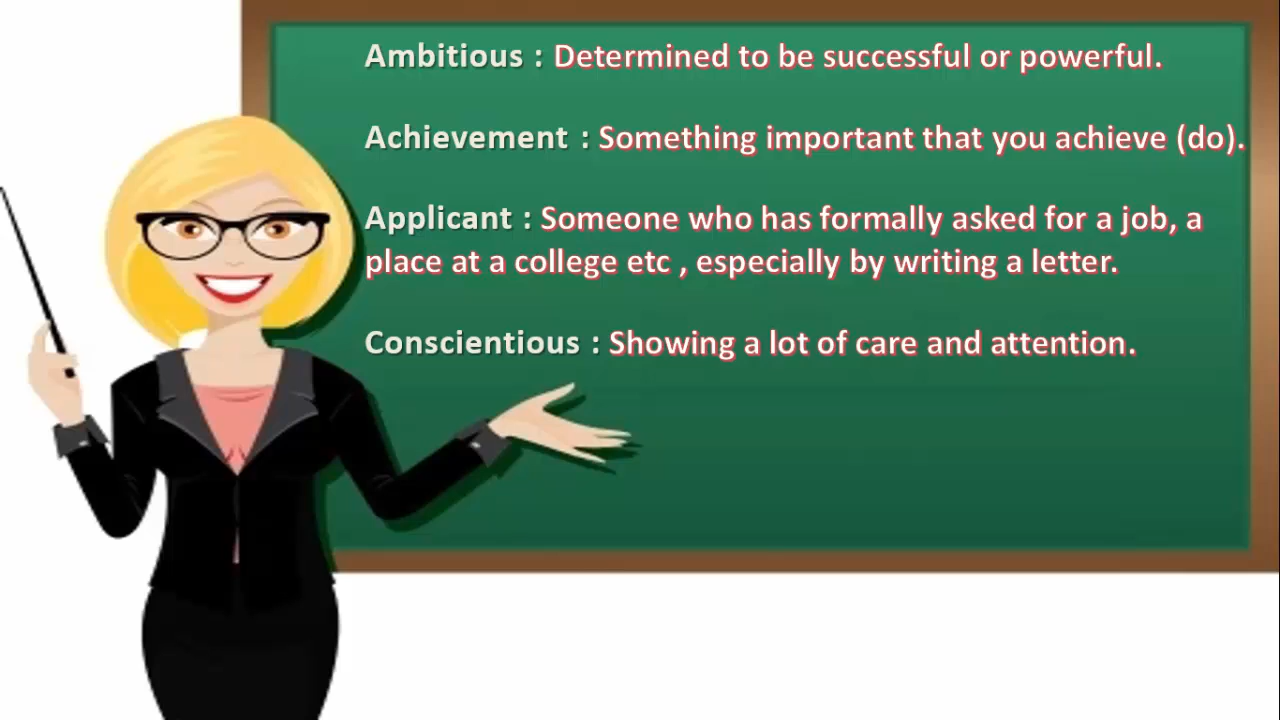 Ambitious : Determined to be successful or powerful.
Achievement : Something important that you achieve (do).
Applicant : Someone who has formally asked for a job, a
place at a college etc , especially by writing a letter.
Conscientious : Showing a lot of care and attention.